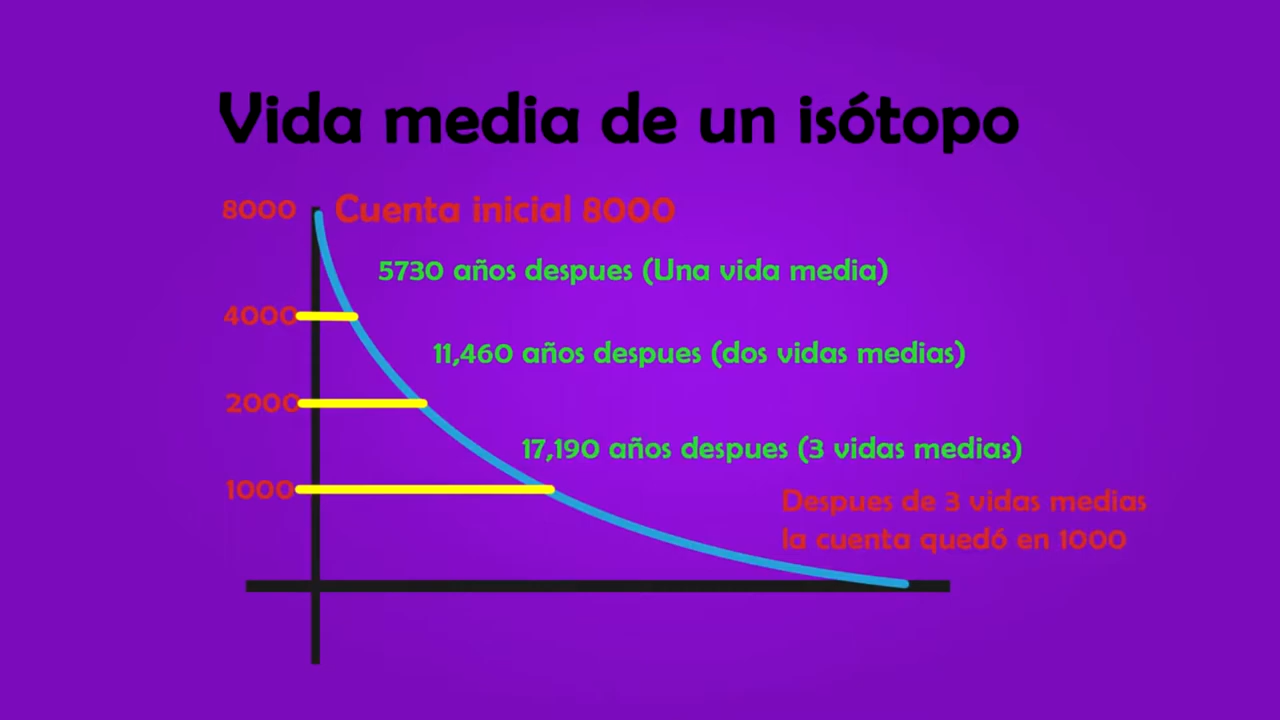 Vida media de un isótopo
8000 Cuenta inicial 8000
5730 años despues (Una vida media)
4000
11,460 años despues (dos vidas medias)
2000
17,190 años despues (3 vidas medias)
1000
Despues de 3 vidas medias
la cuenta quedó en 1000